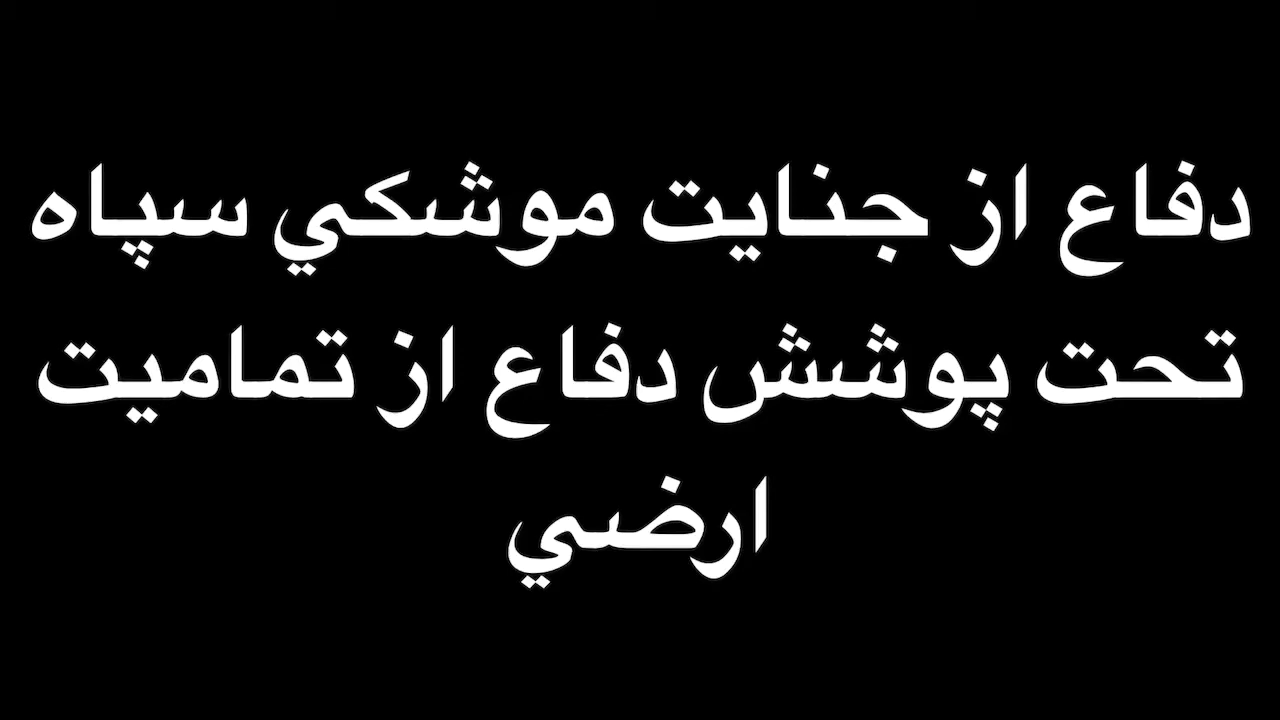 دفاع از جنايت موشكي سپاه
تحت پوشش دفاع از تماميت
ارضي